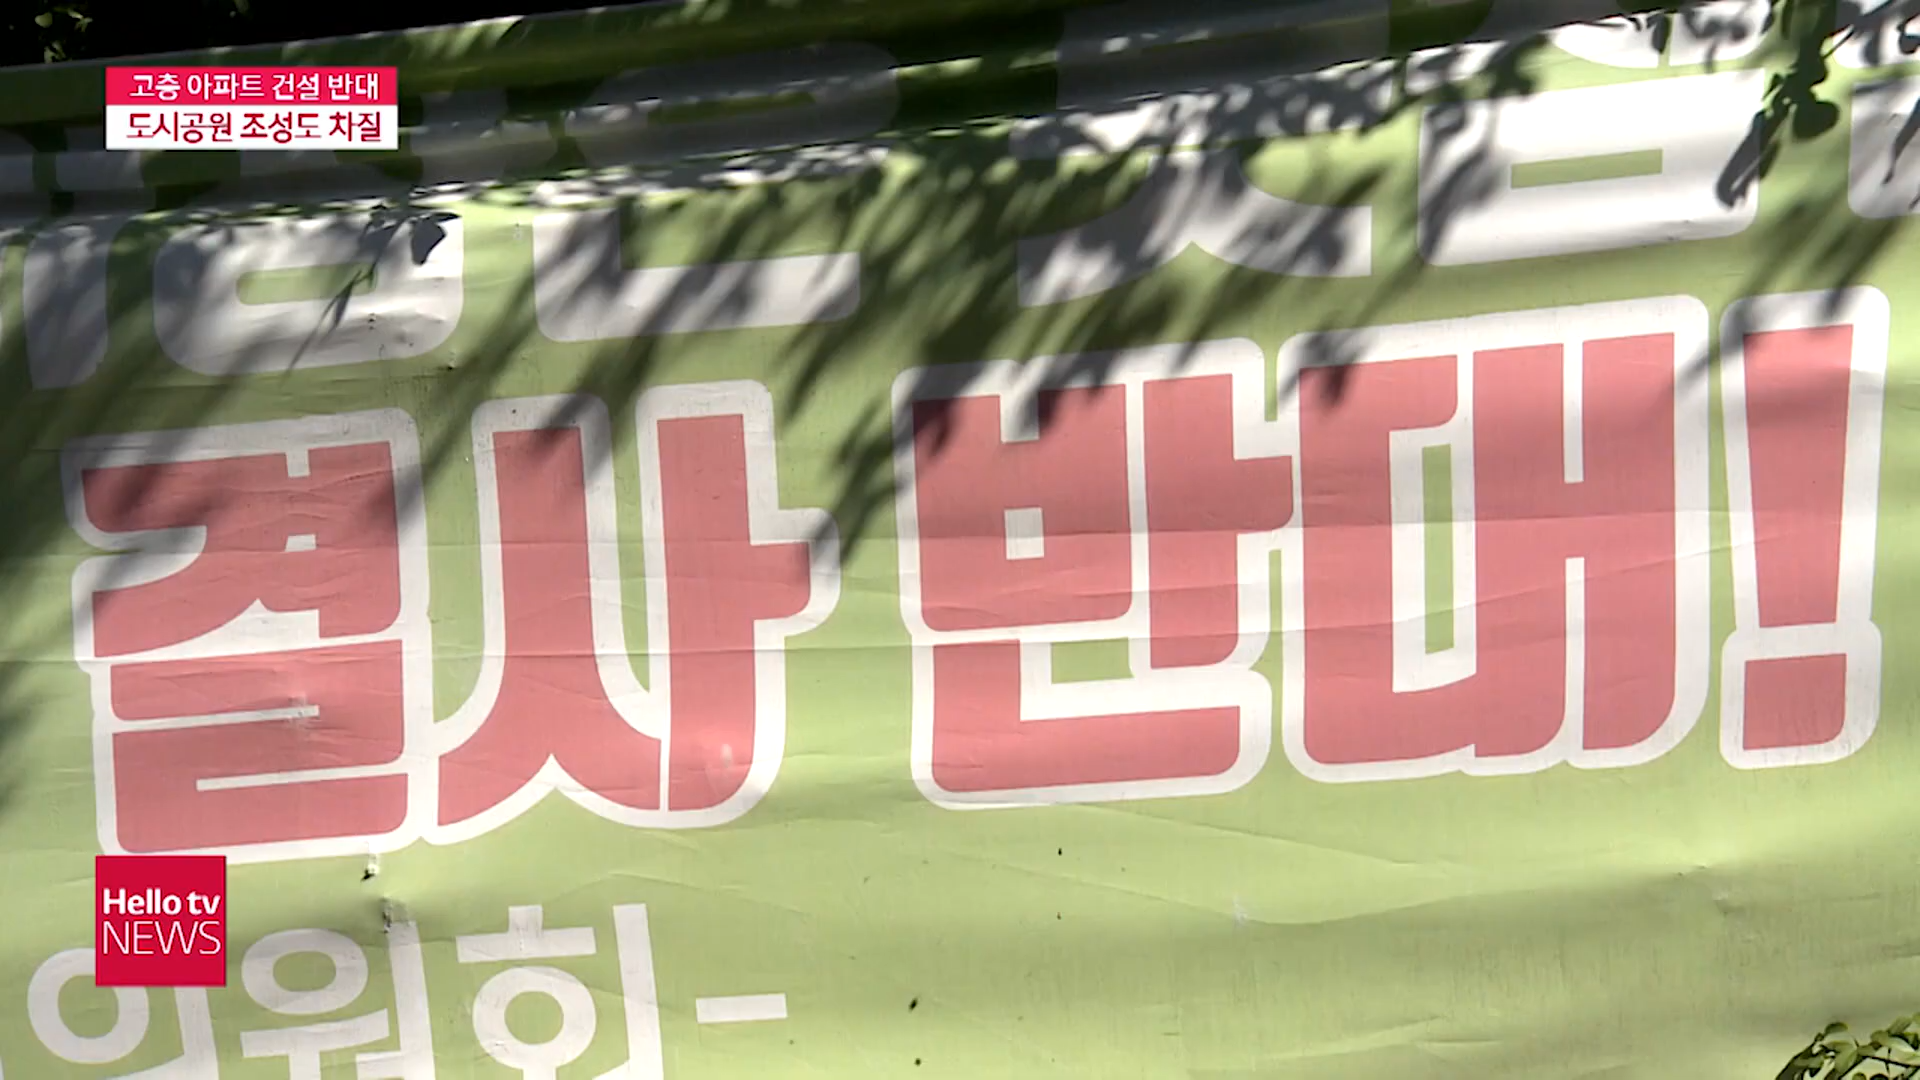 고층 아파트 건설 반대
도시공원 조성도 차질
결사 반대!
Hello tv
NEWS
위원회-